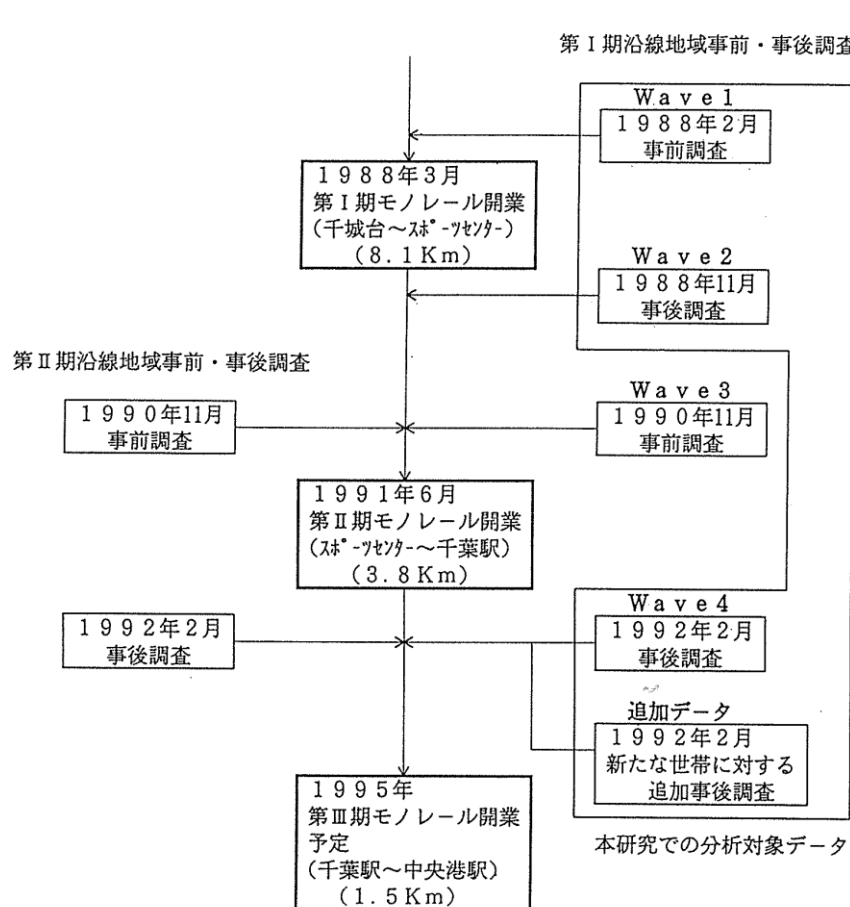 第Ⅰ期沿線地域事前・事後調査
Wave1
1988年2月
事前調査
1988年3月
第Ⅰ期モノレール開業
(千城台～スポーツセンター)
(8.1Km)
Wave2
1988年11月
事後調査
第Ⅱ期沿線地域事前・事後調査
1990年11月
事前調査
Wave3
1990年11月
事前調査
1991年6月
第Ⅱ期モノレール開業
(スポーツセンター～千葉駅)
(3.8Km)
1992年2月
事後調査
Wave4
1992年2月
事後調査
追加データ
1992年2月
新たな世帯に対する
追加事後調査
1995年
第Ⅲ期モノレール開業
予定
(千葉駅～中央港駅)
(1.5Km)
本研究での分析対象データ